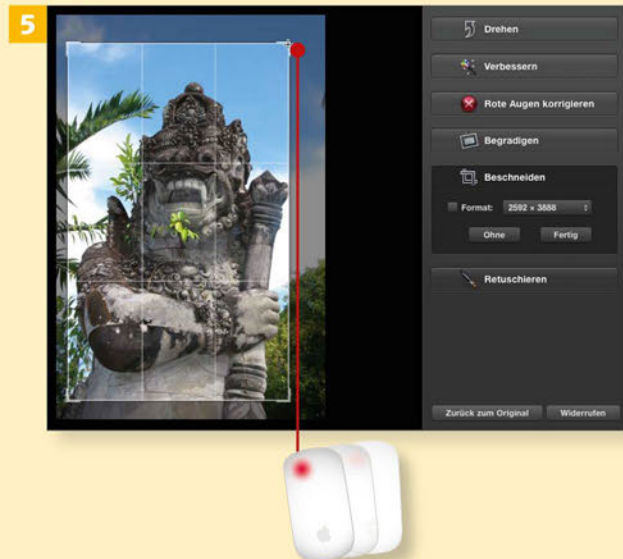 5
Drehen
Verbessern
Rote Augen korrigieren
Begradigen
Beschneiden
Format: 2592 × 3888
Ohne Fertig
Retuschieren
Zurück zum Original Widerrufen